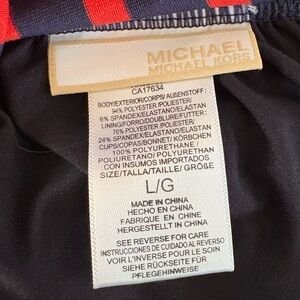 MICHAEL
MICHAEL KORS
CA17634
BODY/EXTERIOR/CORPS/ AUßENSTOFF:
94% POLYESTER /POLIÉSTER/
6% SPANDEX/ELASTANO/ELASTAN
LINING/FORRO/DOUBLURE/FUTTER:
76% POLYESTER /POLIÉSTER/
24% SPANDEX/ELASTANO/ELASTAN
CUPS/COPAS/BONNET/ KÖRBCHEN
100% POLYURETHANE /
POLIURETANO/ POLYURETHAN
CON INSUMOS IMPORTADOS
SIZE/TALLA/TAILLE/ GRÖßE
L/G
MADE IN CHINA
HECHO EN CHINA
FABRIQUE EN CHINE
HERGESTELLT IN CHINA
SEE REVERSE FOR CARE
INSTRUCCIONES DE CUIDADO AL REVERSO
VOIR L'INVERSE POUR LE SOIN
SIEHE RÜCKSEITE FÜR
PFLEGEHINWEISE